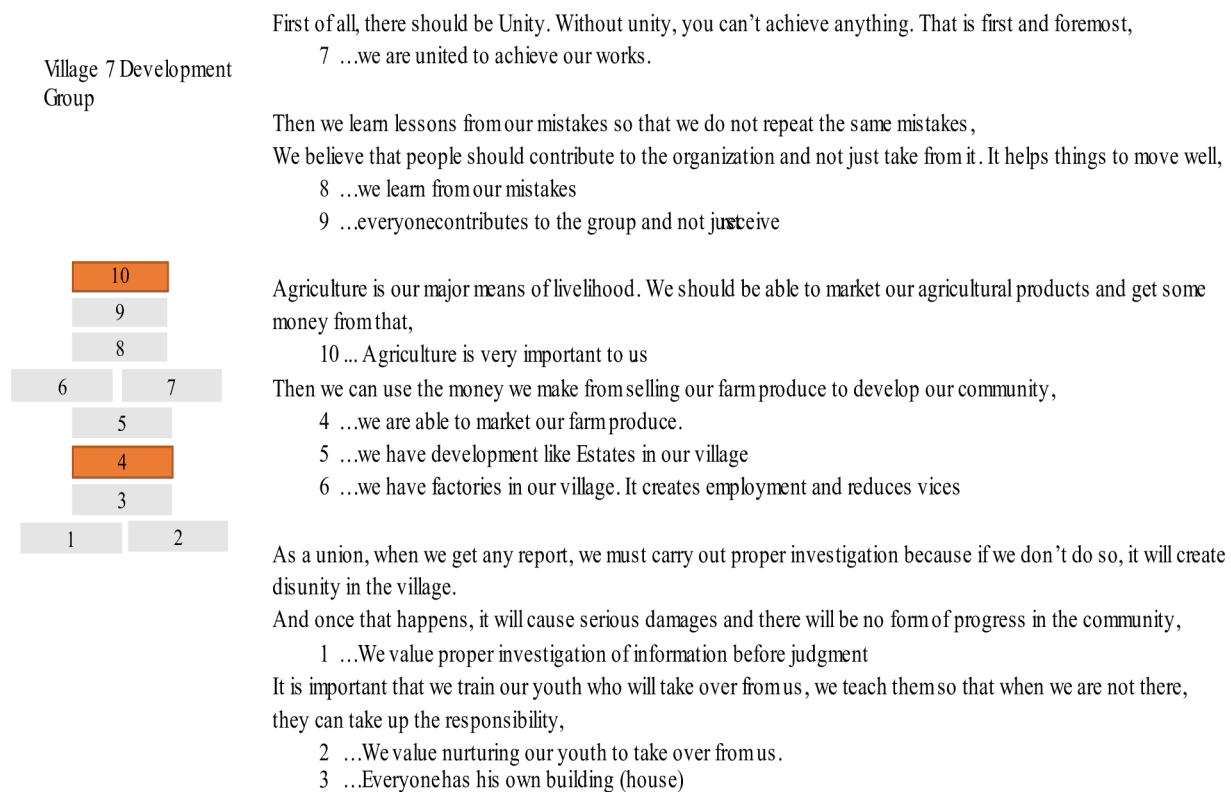 Village 7 Development
Group
10
9
8
6 7
5
4
3
1 2
First of all, there should be Unity. Without unity, you can't achieve anything. That is first and foremost,
7 …we are united to achieve our works.
Then we learn lessons from our mistakes so that we do not repeat the same mistakes,
We believe that people should contribute to the organization and not just take from it. It helps things to move well,
8 …we learn from our mistakes
9 …everyone contributes to the group and not just receive
Agriculture is our major means of livelihood. We should be able to market our agricultural products and get some
money from that,
10 ... Agriculture is very important to us
Then we can use the money we make from selling our farm produce to develop our community,
4 …we are able to market our farm produce.
5 …we have development like Estates in our village
6 …we have factories in our village. It creates employment and reduces vices
As a union, when we get any report, we must carry out proper investigation because if we don't do so, it will create
disunity in the village.
And once that happens, it will cause serious damages and there will be no form of progress in the community,
1 …We value proper investigation of information before judgment
It is important that we train our youth who will take over from us, we teach them so that when we are not there,
they can take up the responsibility,
2 …We value nurturing our youth to take over from us.
3 …Everyone has his own building (house)